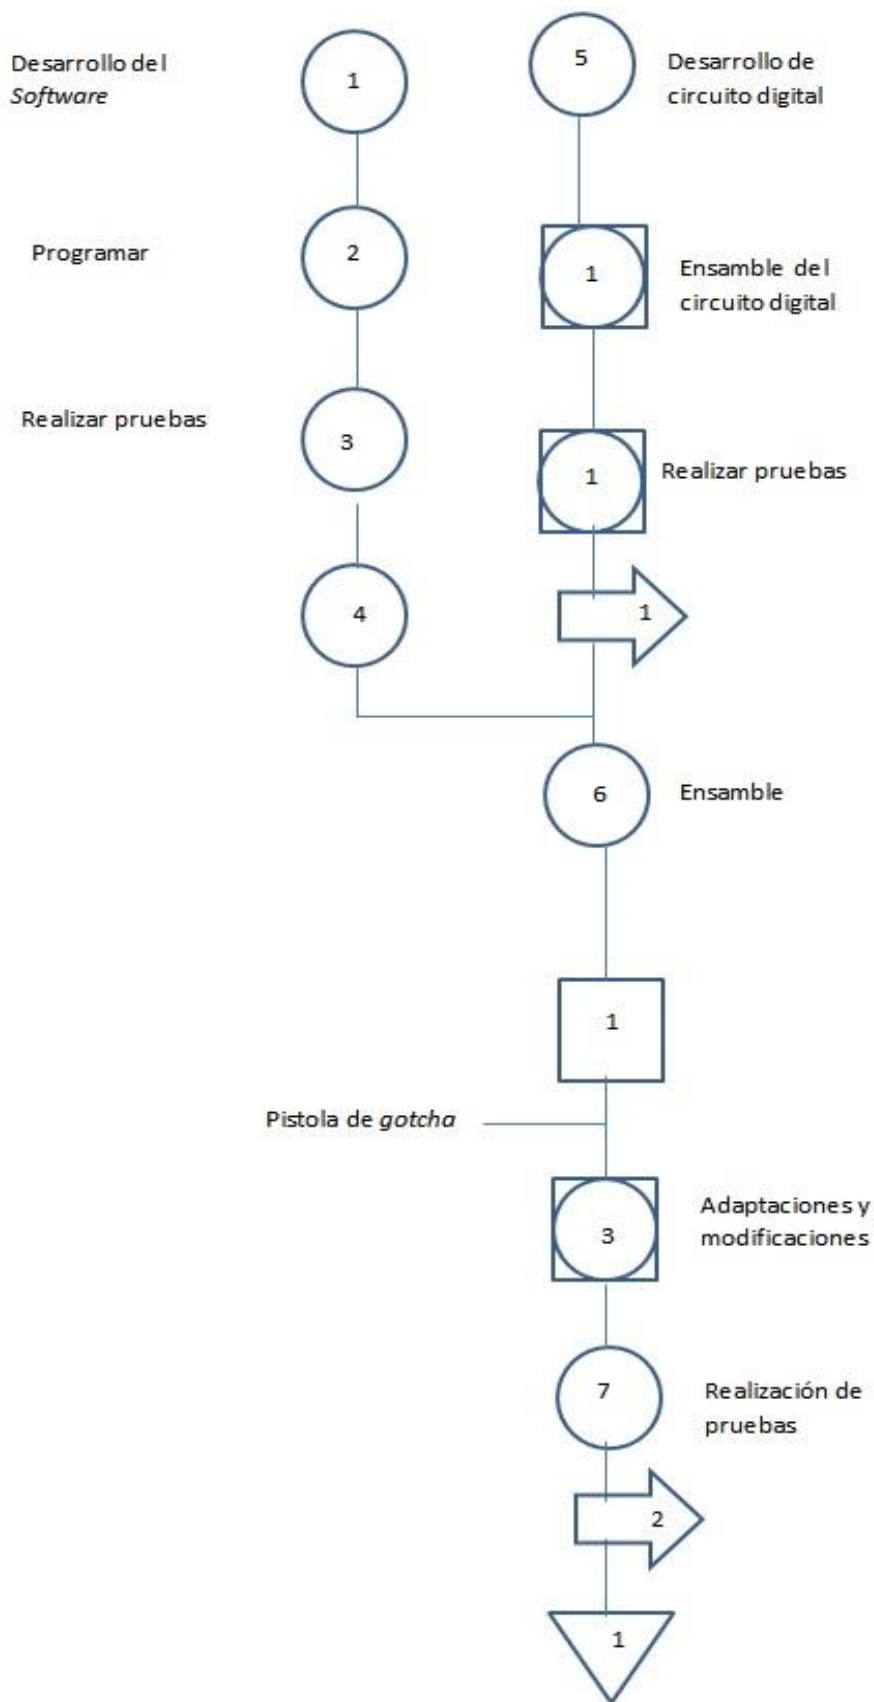 Desarrollo del
Software
1
5
Desarrollo de
circuito digital
Programar
2
1
Ensamble del
circuito digital
Realizar pruebas
3
1
Realizar pruebas
4
1
6
Ensamble
1
Pistola de gotcha
3
Adaptaciones y
modificaciones
7
Realización de
pruebas
2
1